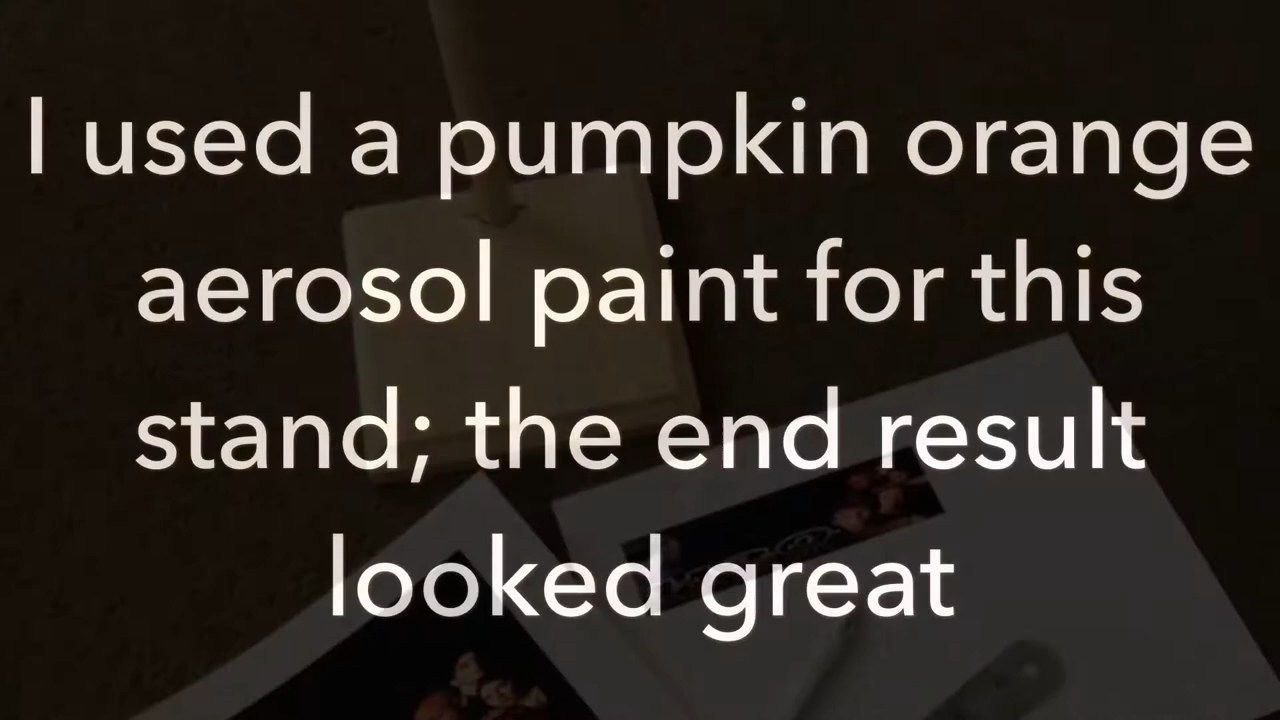 I used a pumpkin orange
aerosol paint for this
stand; the end result
looked great